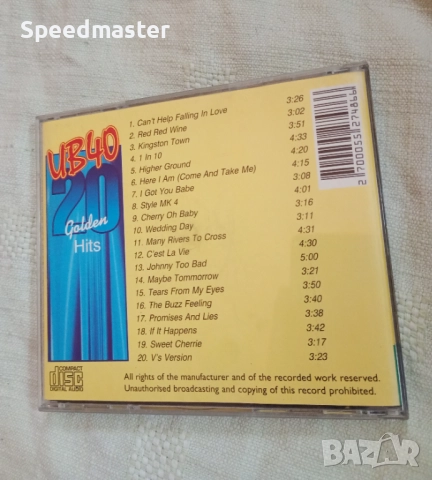 Speedmaster
UB40
20
Golden
Hits
1. Can't Help Falling In Love 3:26
2. Red Red Wine 3:02
3. Kingston Town 3:51
4. 1 In 10 4:33
5. Higher Ground 4:20
6. Here I Am (Come And Take Me) 4:15
7. I Got You Babe 3:08
8. Style MK 4 4:01
9. Cherry Oh Baby 3:16
10. Wedding Day 3:11
11. Many Rivers To Cross 4:31
12. C'est La Vie 4:30
13. Johnny Too Bad 5:00
14. Maybe Tommorrow 3:21
15. Tears From My Eyes 3:50
16. The Buzz Feeling 3:40
17. Promises And Lies 3:38
18. If It Happens 3:42
19. Sweet Cherrie 3:17
20. V's Version 3:23
2 700055 274866
COMPACT
disc
DIGITAL AUDIO
All rights of the manufacturer and of the recorded work reserved.
Unauthorised broadcasting and copying of this record prohibited.
BAZAR